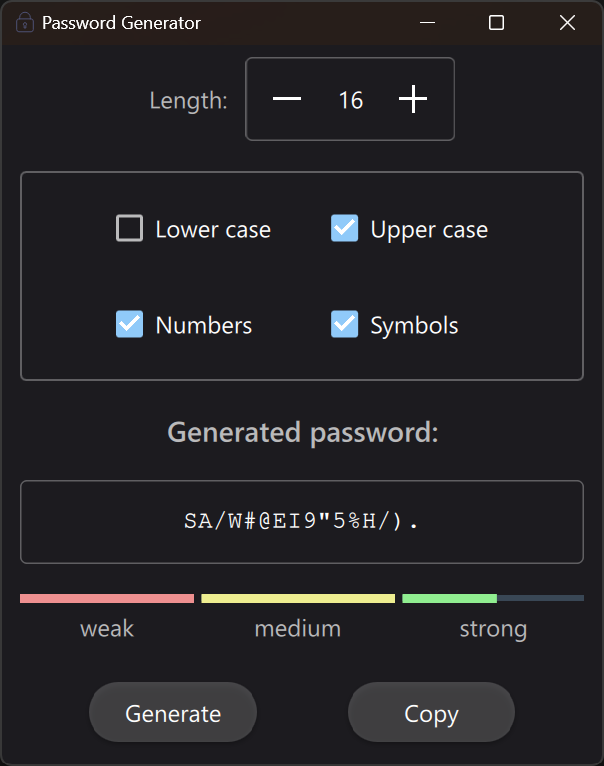 Password Generator
Length: 16
Lower case Upper case
Numbers Symbols
Generated password:
SA/W#@EI9"5%H/).
weak medium strong
Generate Copy